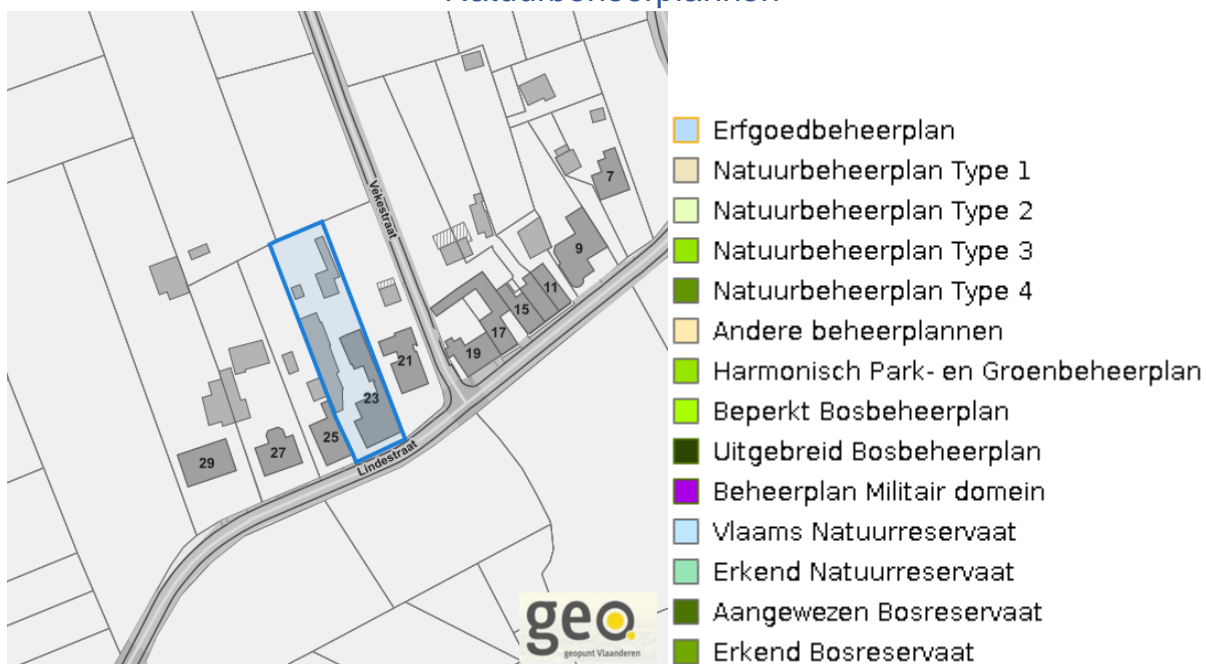 Natuurbeheerplannen
Vekestraat
7
9
11
15
17
19
21
23
25
27
29
Lindestraat
geo
geopunt Vlaanderen
Erfgoedbeheerplan
Natuurbeheerplan Type 1
Natuurbeheerplan Type 2
Natuurbeheerplan Type 3
Natuurbeheerplan Type 4
Andere beheerplannen
Harmonisch Park- en Groenbeheerplan
Beperkt Bosbeheerplan
Uitgebreid Bosbeheerplan
Beheerplan Militair domein
Vlaams Natuurreservaat
Erkend Natuurreservaat
Aangewezen Bosreservaat
Erkend Bosreservaat